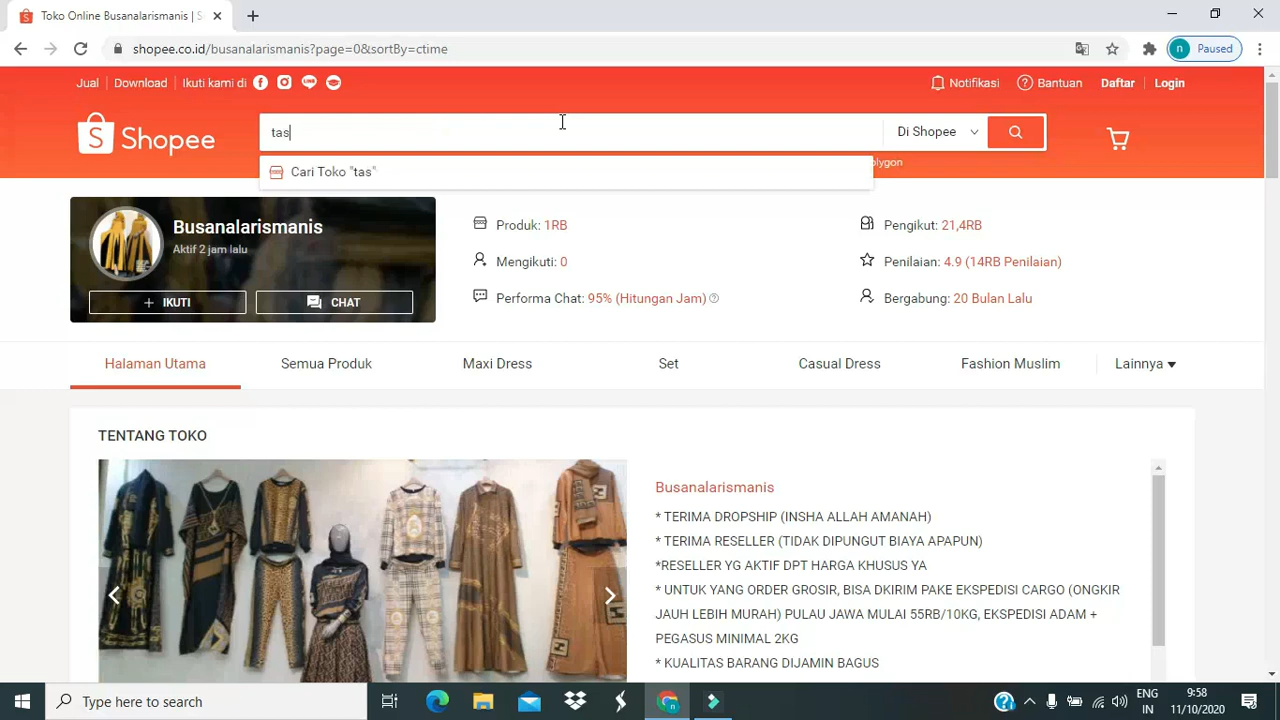 Toko Online Busanalarismanis | S
shopee.co.id/busanalarismanis?page=0&sortBy=ctime
n Paused
Jual Download Ikuti kami di Notifikasi Bantuan Daftar Login
Shopee
tas Di Shopee
olygon
Cari Toko "tas"
Busanalarismanis
Aktif 2 jam lalu
+ IKUTI CHAT
Produk: 1RB Pengikut: 21,4RB
Mengikuti: 0 Penilaian: 4.9 (14RB Penilaian)
Performa Chat: 95% (Hitungan Jam) Bergabung: 20 Bulan Lalu
Halaman Utama Semua Produk Maxi Dress Set Casual Dress Fashion Muslim Lainnya
TENTANG TOKO
Busanalarismanis
* TERIMA DROPSHIP (INSHA ALLAH AMANAH)
* TERIMA RESELLER (TIDAK DIPUNGUT BIAYA APAPUN)
*RESELLER YG AKTIF DPT HARGA KHUSUS YA
* UNTUK YANG ORDER GROSIR, BISA DKIRIM PAKE EKSPEDISI CARGO (ONGKIR
JAUH LEBIH MURAH) PULAU JAWA MULAI 55RB/10KG, EKSPEDISI ADAM +
PEGASUS MINIMAL 2KG
* KUALITAS BARANG DIJAMIN BAGUS
Type here to search
ENG
IN
9:58
11/10/2020